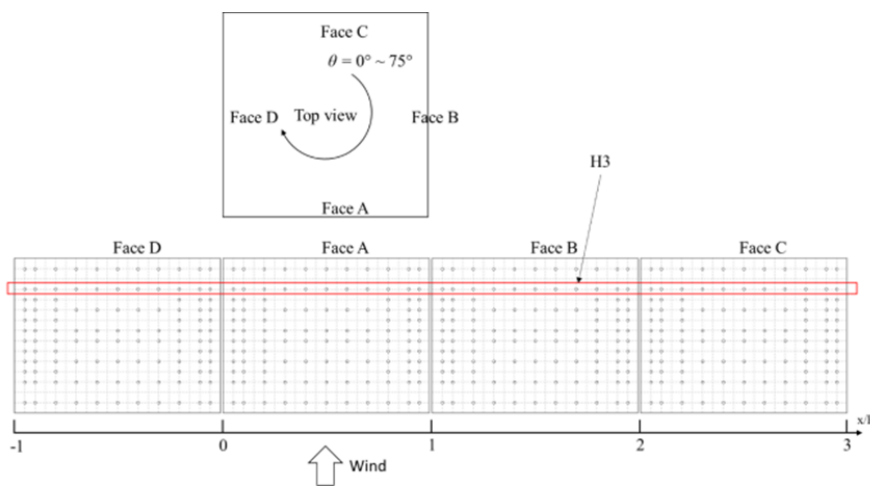 Face C
θ = 0° ~ 75°
Face D
Top view
Face B
Face A
H3
Face D
Face A
Face B
Face C
-1
0
1
2
3
Wind